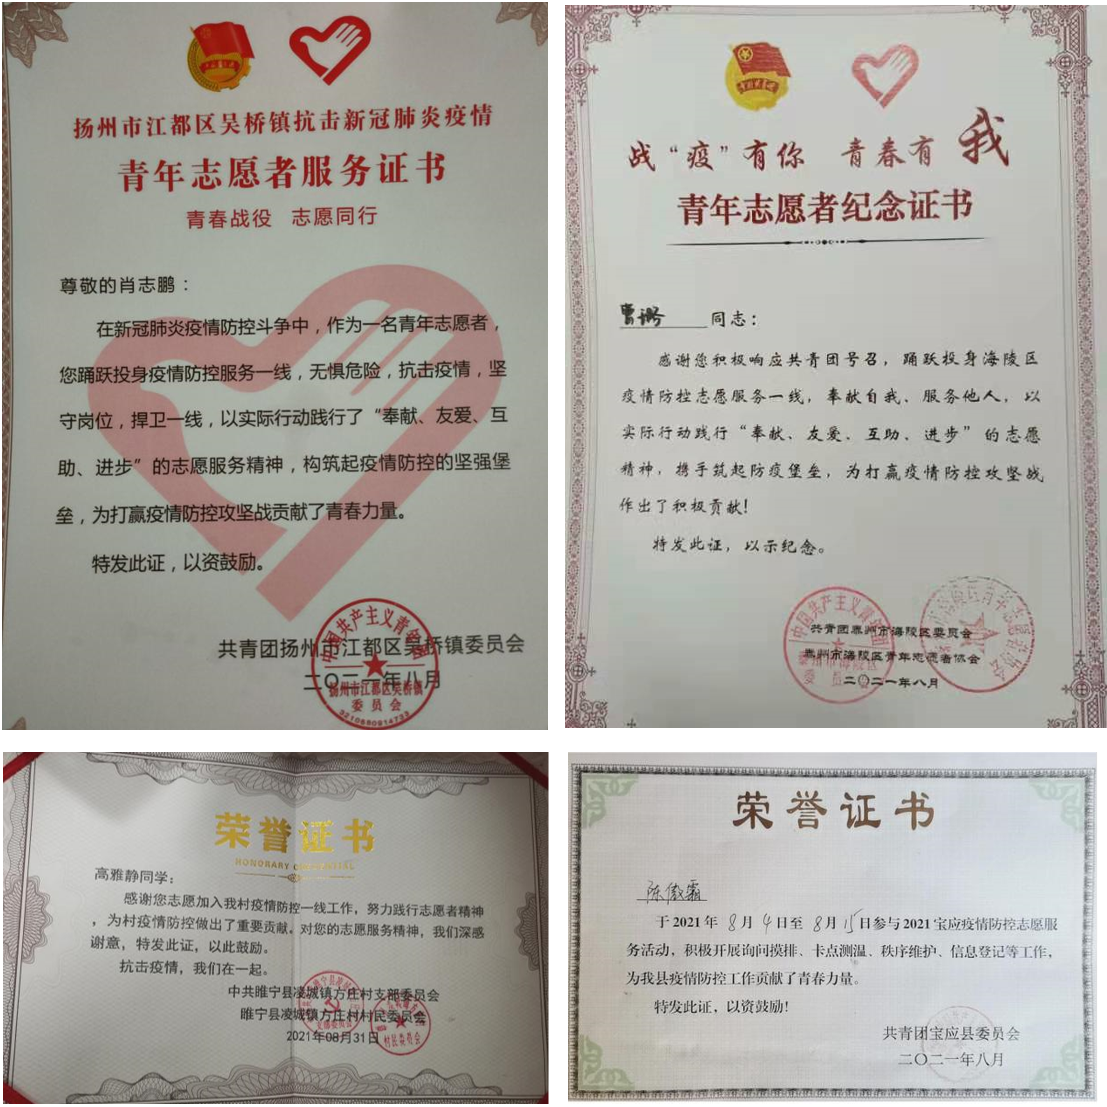 扬州市江都区吴桥镇抗击新冠肺炎疫情
青年志愿者服务证书
青春战役 志愿同行
尊敬的肖志鹏：
在新冠肺炎疫情防控斗争中，作为一名青年志愿者，
您踊跃投身疫情防控服务一线，无惧危险，抗击疫情，坚
守岗位，捍卫一线，以实际行动践行了“奉献、友爱、互
助、进步”的志愿服务精神，构筑起疫情防控的坚强堡
垒，为打赢疫情防控攻坚战贡献了青春力量。
特发此证，以资鼓励。
共青团扬州市江都区吴桥镇委员会
二〇二一年八月
中国共产主义青年团
扬州市江都区吴桥镇
委员会
战“疫”有你 青春有我
青年志愿者纪念证书
曹璐 同志：
感谢您积极响应共青团号召，踊跃投身海陵区
疫情防控志愿服务一线，奉献自我、服务他人，以
实际行动践行“奉献、友爱、互助、进步”的志愿
精神，携手筑起防疫堡垒，为打赢疫情防控攻坚战
作出了积极贡献！
特发此证，以示纪念。
共青团泰州市海陵区委员会
泰州市海陵区青年志愿者协会
二〇二一年八月
荣誉证书
HONORARY CREDENTIAL
高雅静同学：
感谢您志愿加入我村疫情防控一线工作，努力践行志愿者精神
，为村疫情防控做出了重要贡献。对您的志愿服务精神，我们深感
谢意，特发此证，以此鼓励。
抗击疫情，我们在一起。
中共睢宁县凌城镇方庄村支部委员会
睢宁县凌城镇方庄村村民委员会
2021年08月31日
荣誉证书
陈傲霜
于2021年 8月4日至 8月15日参与2021宝应疫情防控志愿服
务活动，积极开展询问摸排、卡点测温、秩序维护、信息登记等工作，
为我县疫情防控工作贡献了青春力量。
特发此证，以资鼓励！
共青团宝应县委员会
二〇二一年八月